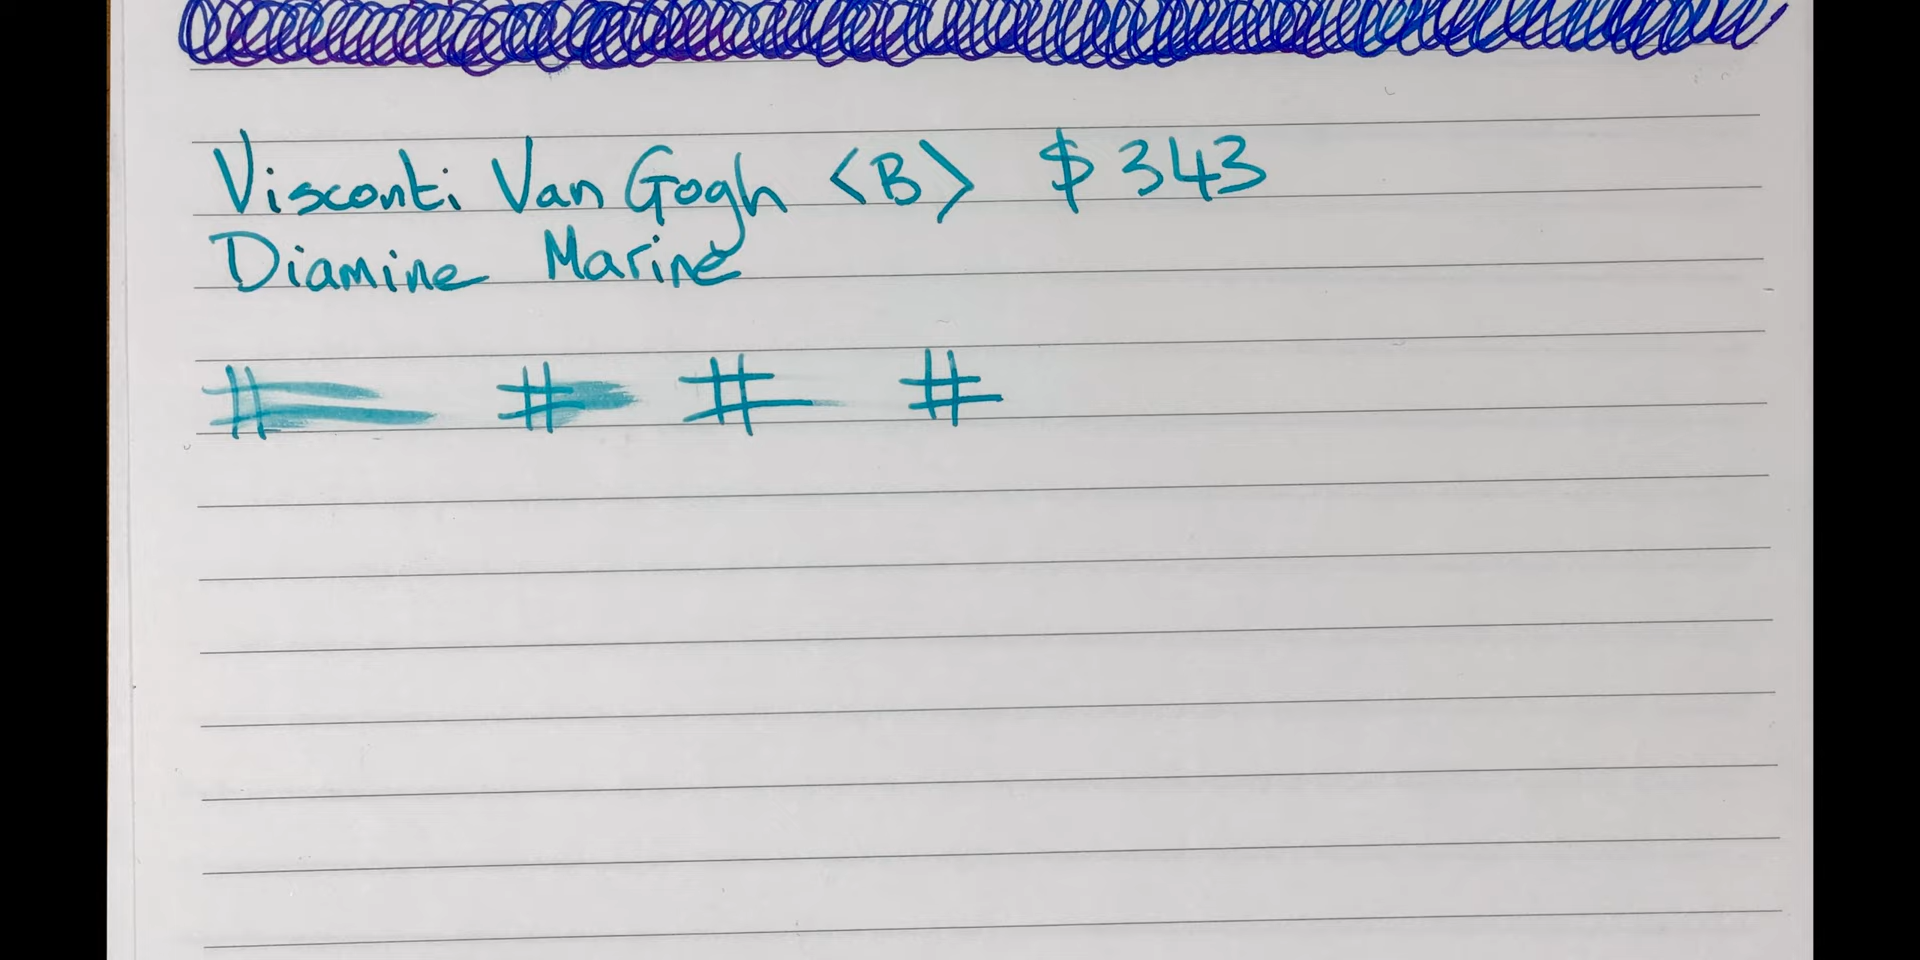 Visconti Van Gogh <B> $343
Diamine Marine
# # # #